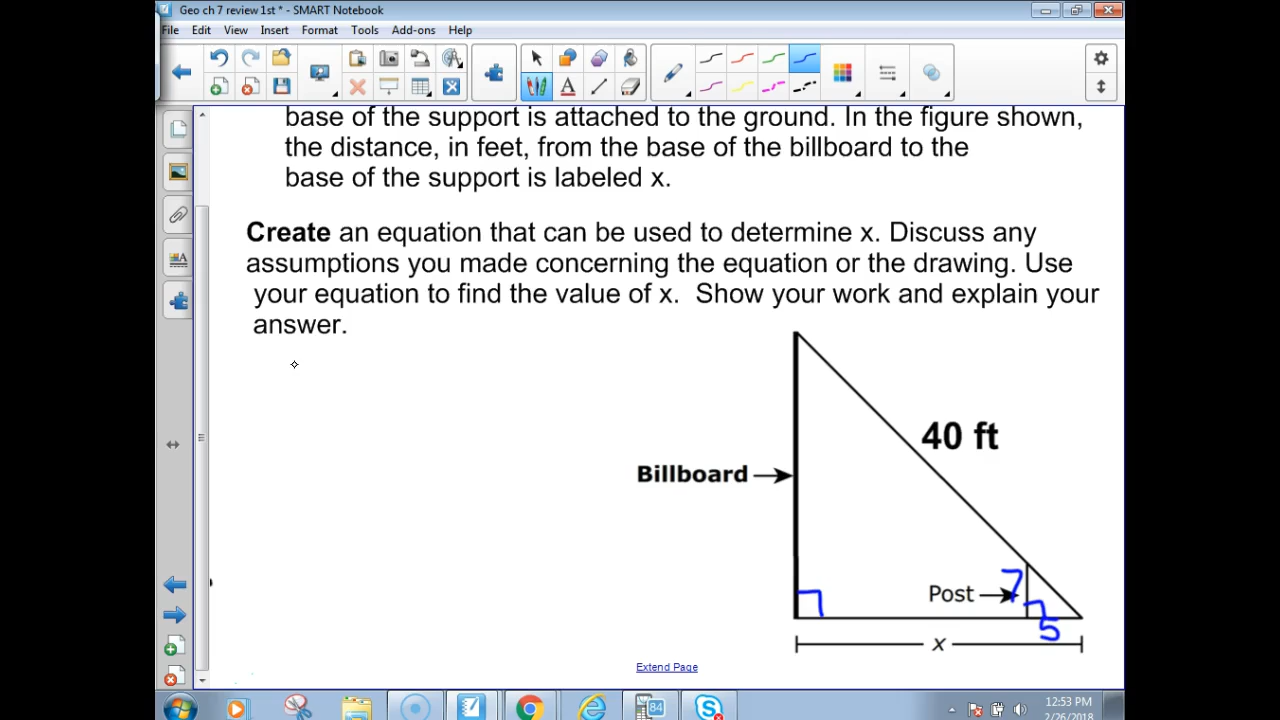 Geo ch 7 review 1st * - SMART Notebook
File Edit View Insert Format Tools Add-ons Help
base of the support is attached to the ground. In the figure shown,
the distance, in feet, from the base of the billboard to the
base of the support is labeled x.
Create an equation that can be used to determine x. Discuss any
assumptions you made concerning the equation or the drawing. Use
your equation to find the value of x. Show your work and explain your
answer.
40 ft
Billboard
7
Post
5
x
Extend Page
84
12:53 PM
2/26/2018